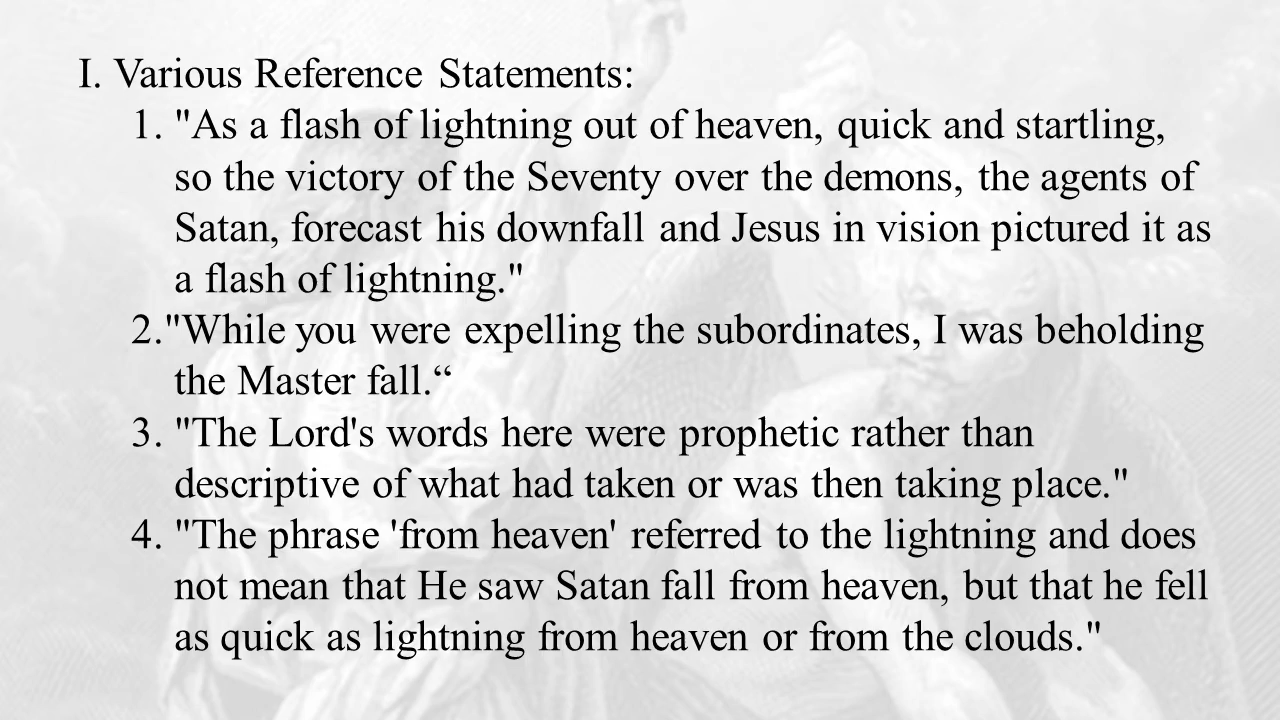 I. Various Reference Statements:
1. "As a flash of lightning out of heaven, quick and startling,
so the victory of the Seventy over the demons, the agents of
Satan, forecast his downfall and Jesus in vision pictured it as
a flash of lightning."
2."While you were expelling the subordinates, I was beholding
the Master fall.“
3. "The Lord's words here were prophetic rather than
descriptive of what had taken or was then taking place."
4. "The phrase 'from heaven' referred to the lightning and does
not mean that He saw Satan fall from heaven, but that he fell
as quick as lightning from heaven or from the clouds."